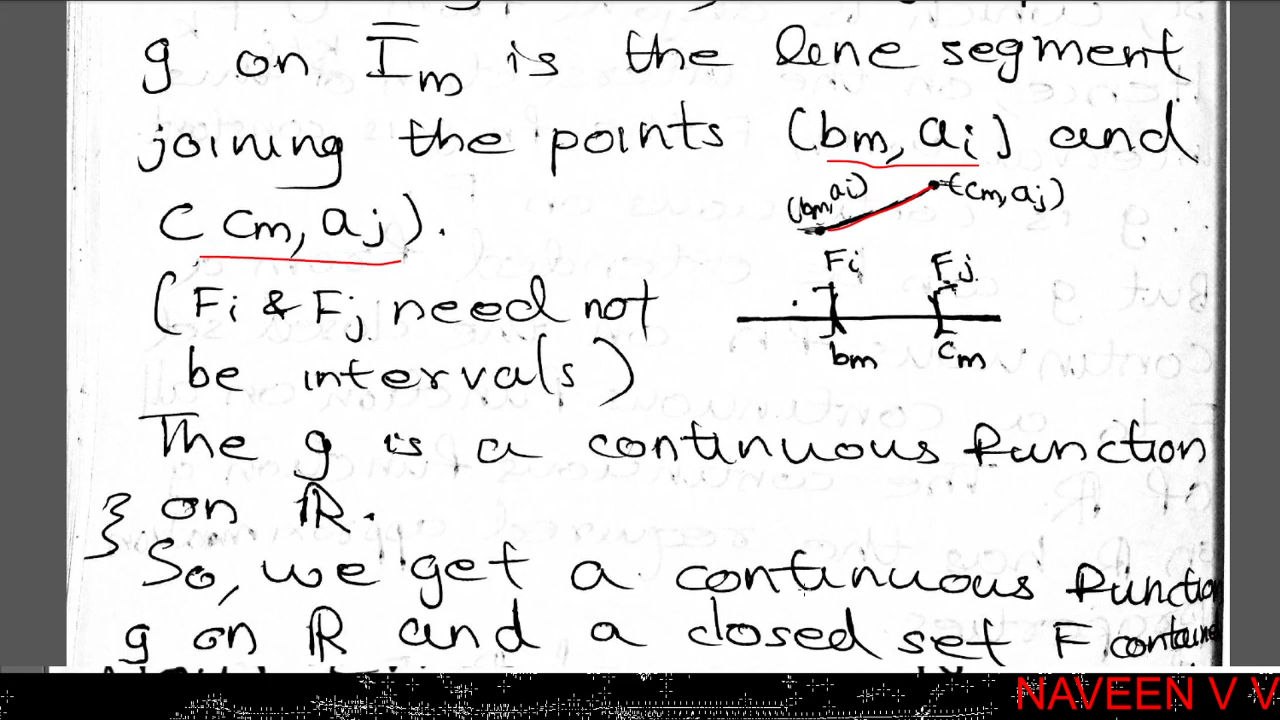 g on I̅m is the line segment
joining the points (bm, ai) and
(cm, aj).
(bm, ai)
(cm, aj)
Fi Fj
bm cm
(Fi & Fj need not
be intervals)
The g is a continuous function
on ℝ.
So, we get a continuous function
g on ℝ and a closed set F
NAVEEN V V